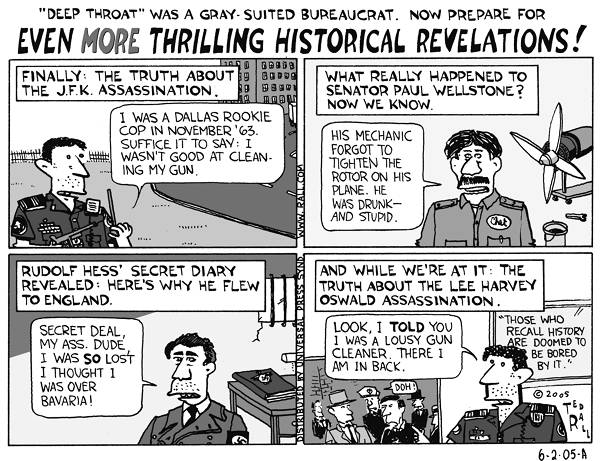 "DEEP THROAT" WAS A GRAY-SUITED BUREAUCRAT. NOW PREPARE FOR
EVEN MORE THRILLING HISTORICAL REVELATIONS!
FINALLY: THE TRUTH ABOUT
THE J.F.K. ASSASSINATION.
I WAS A DALLAS ROOKIE
COP IN NOVEMBER '63.
SUFFICE IT TO SAY: I
WASN'T GOOD AT CLEAN-
ING MY GUN.
WWW.RALL.COM
WHAT REALLY HAPPENED TO
SENATOR PAUL WELLSTONE?
NOW WE KNOW.
HIS MECHANIC
FORGOT TO
TIGHTEN THE
ROTOR ON HIS
PLANE. HE
WAS DRUNK—
AND STUPID.
Chek
RUDOLF HESS' SECRET DIARY
REVEALED: HERE'S WHY HE FLEW
TO ENGLAND.
SECRET DEAL,
MY ASS. DUDE,
I WAS SO LOST
I THOUGHT I
WAS OVER
BAVARIA!
DISTRIBUTED BY UNIVERSAL PRESS SYND.
AND WHILE WE'RE AT IT: THE
TRUTH ABOUT THE LEE HARVEY
OSWALD ASSASSINATION.
LOOK, I TOLD YOU
I WAS A LOUSY GUN
CLEANER. THERE I
AM IN BACK.
DOH!
"THOSE WHO
RECALL HISTORY
ARE DOOMED TO
BE BORED
BY IT."
© 2005
TED
RALL
6-2-05-A